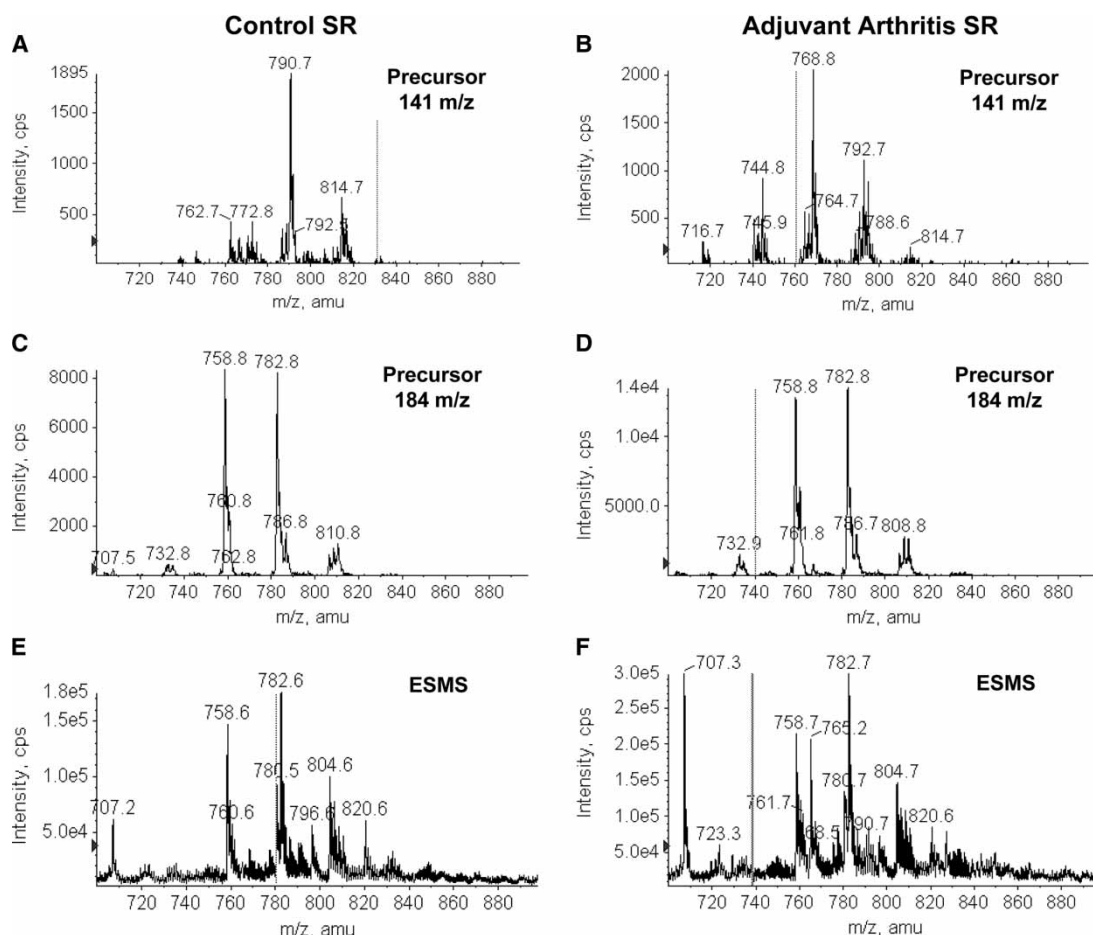 Control SR
Adjuvant Arthritis SR
A
Precursor
141 m/z
1895
1500
1000
500
Intensity, cps
790.7
762.7
772.8
792.5
814.7
720 740 760 780 800 820 840 860 880
m/z, amu
B
Precursor
141 m/z
2000
1500
1000
500
Intensity, cps
768.8
792.7
744.8
764.7
745.9
788.6
716.7
814.7
720 740 760 780 800 820 840 860 880
m/z, amu
C
Precursor
184 m/z
8000
6000
4000
2000
Intensity, cps
758.8
782.8
760.8
786.8
810.8
762.8
732.8
707.5
720 740 760 780 800 820 840 860 880
m/z, amu
D
Precursor
184 m/z
1.4e4
1.0e4
5000.0
Intensity, cps
758.8
782.8
761.8
786.7
808.8
732.9
720 740 760 780 800 820 840 860 880
m/z, amu
E
ESMS
1.8e5
1.5e5
1.0e5
5.0e4
Intensity, cps
782.6
758.6
804.6
760.6
796.6
820.6
707.2
720 740 760 780 800 820 840 860 880
m/z, amu
F
ESMS
3.0e5
2.5e5
2.0e5
1.5e5
1.0e5
5.0e4
Intensity, cps
707.3
782.7
758.7
765.2
780.7
804.7
761.7
790.7
820.6
723.3
720 740 760 780 800 820 840 860 880
m/z, amu